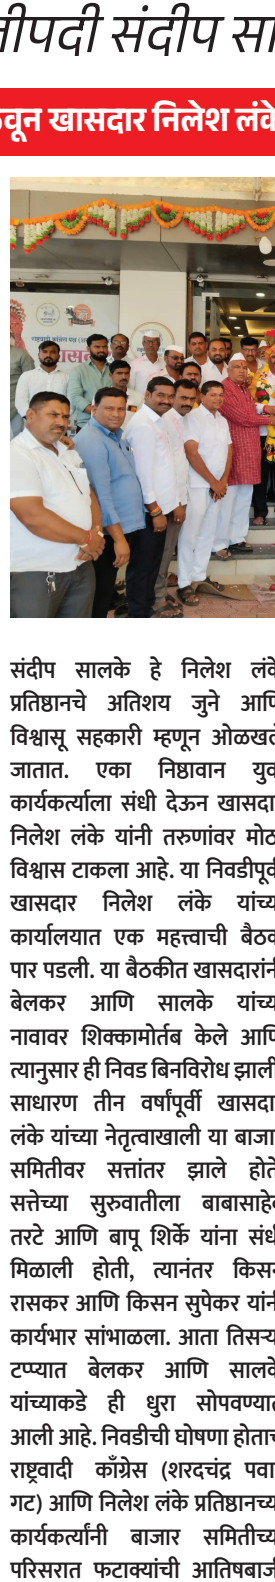 संदीप सा
खासदार निलेश लंके
संदीप सालके हे निलेश लंके
प्रतिष्ठानचे अतिशय जुने आणि
विश्वासू सहकारी म्हणून ओळखले
जातात. एका निष्ठावान युव
कार्यकर्त्याला संधी देऊन खासदा
निलेश लंके यांनी तरुणांवर मोठ
विश्वास टाकला आहे. या निवडीपूर्व
खासदार निलेश लंके यांच्य
कार्यालयात एक महत्त्वाची बैठक
पार पडली. या बैठकीत खासदारांन
बेलकर आणि सालके यांच्य
नावावर शिक्कामोर्तब केले आणि
त्यानुसार ही निवड बिनविरोध झाली
साधारण तीन वर्षांपूर्वी खासदा
लंके यांच्या नेतृत्वाखाली या बाजा
समितीवर सत्तांतर झाले होते
सत्तेच्या सुरुवातीला बाबासाहेब
तरटे आणि बापू शिर्के यांना संधी
मिळाली होती, त्यानंतर किसन
रासकर आणि किसन सुपेकर यांनी
कार्यभार सांभाळला. आता तिसऱ्य
टप्प्यात बेलकर आणि सालके
यांच्याकडे ही धुरा सोपवण्यात
आली आहे. निवडीची घोषणा होताच
राष्ट्रवादी काँग्रेस (शरदचंद्र पवा
गट) आणि निलेश लंके प्रतिष्ठानच्य
कार्यकर्त्यांनी बाजार समितीच्य
परिसरात फटाक्यांची आतिषबाजी